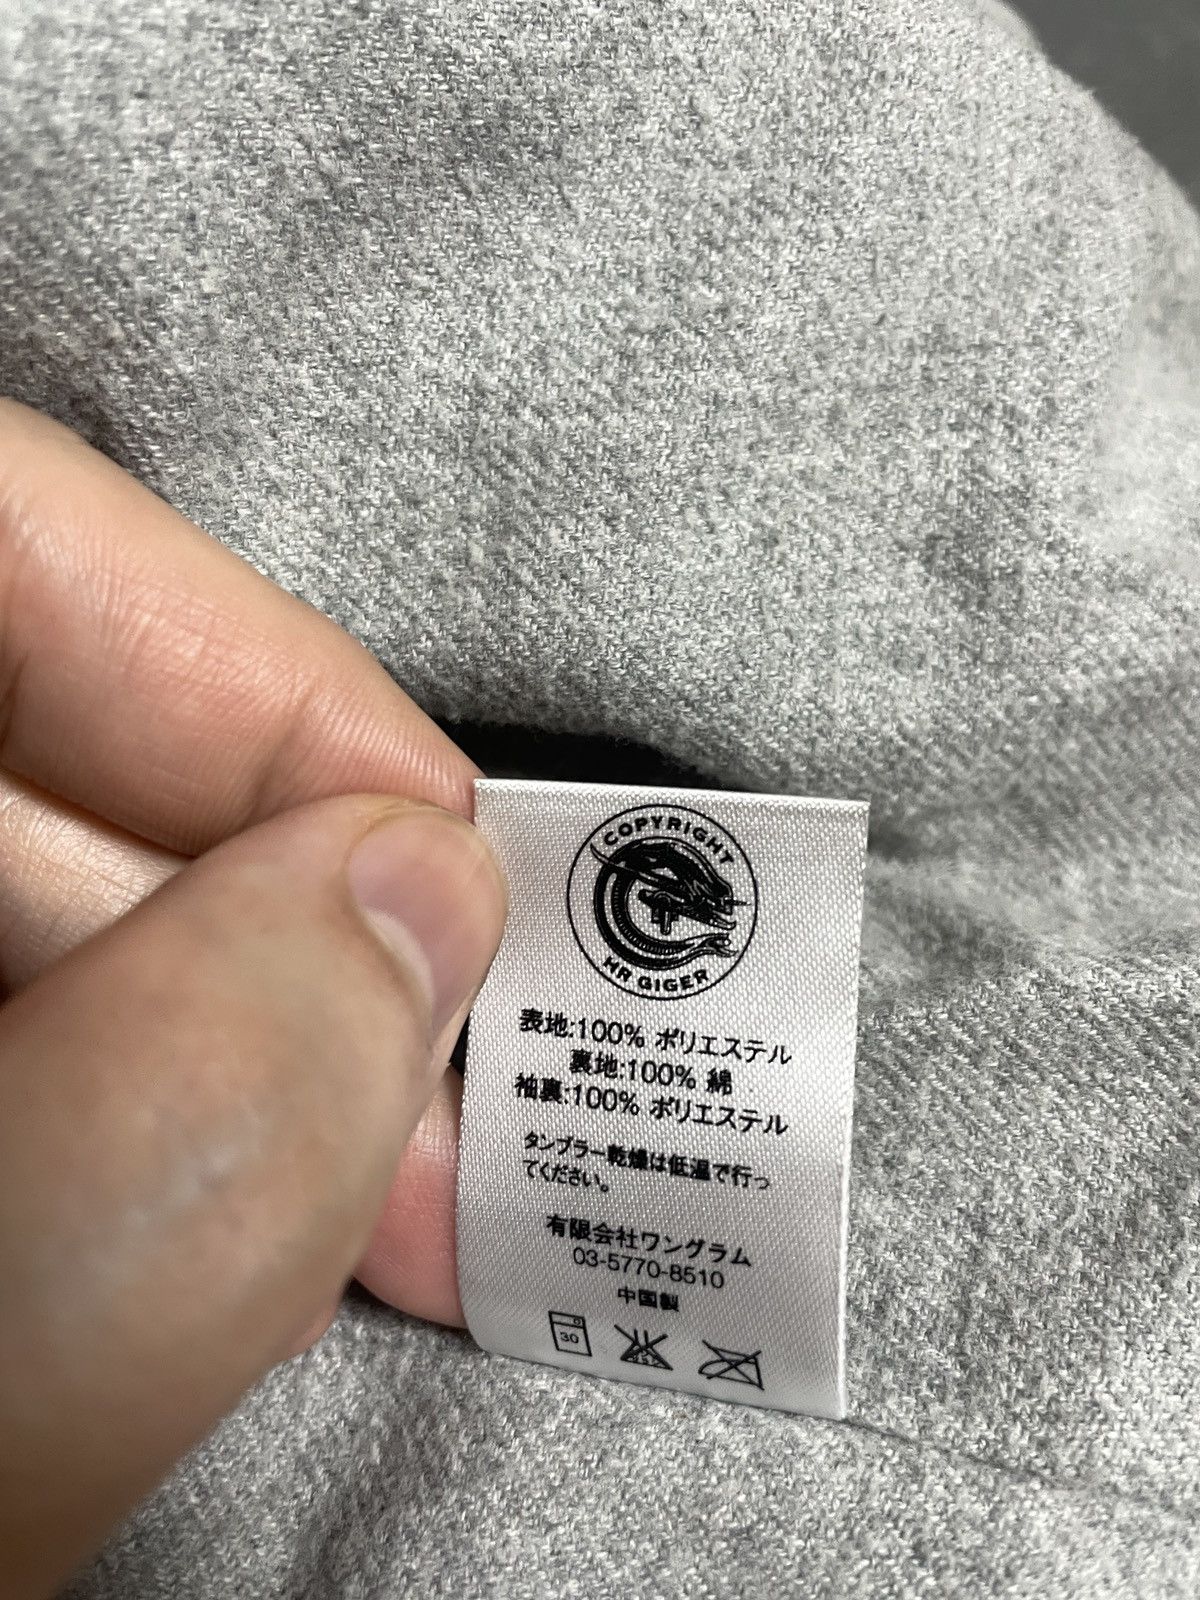 COPYRIGHT
HR GIGER
表地:100% ポリエステル
裏地:100% 綿
袖裏:100% ポリエステル
タンブラー乾燥は低温で行っ
てください。
有限会社ワングラム
03-5770-8510
中国製
30